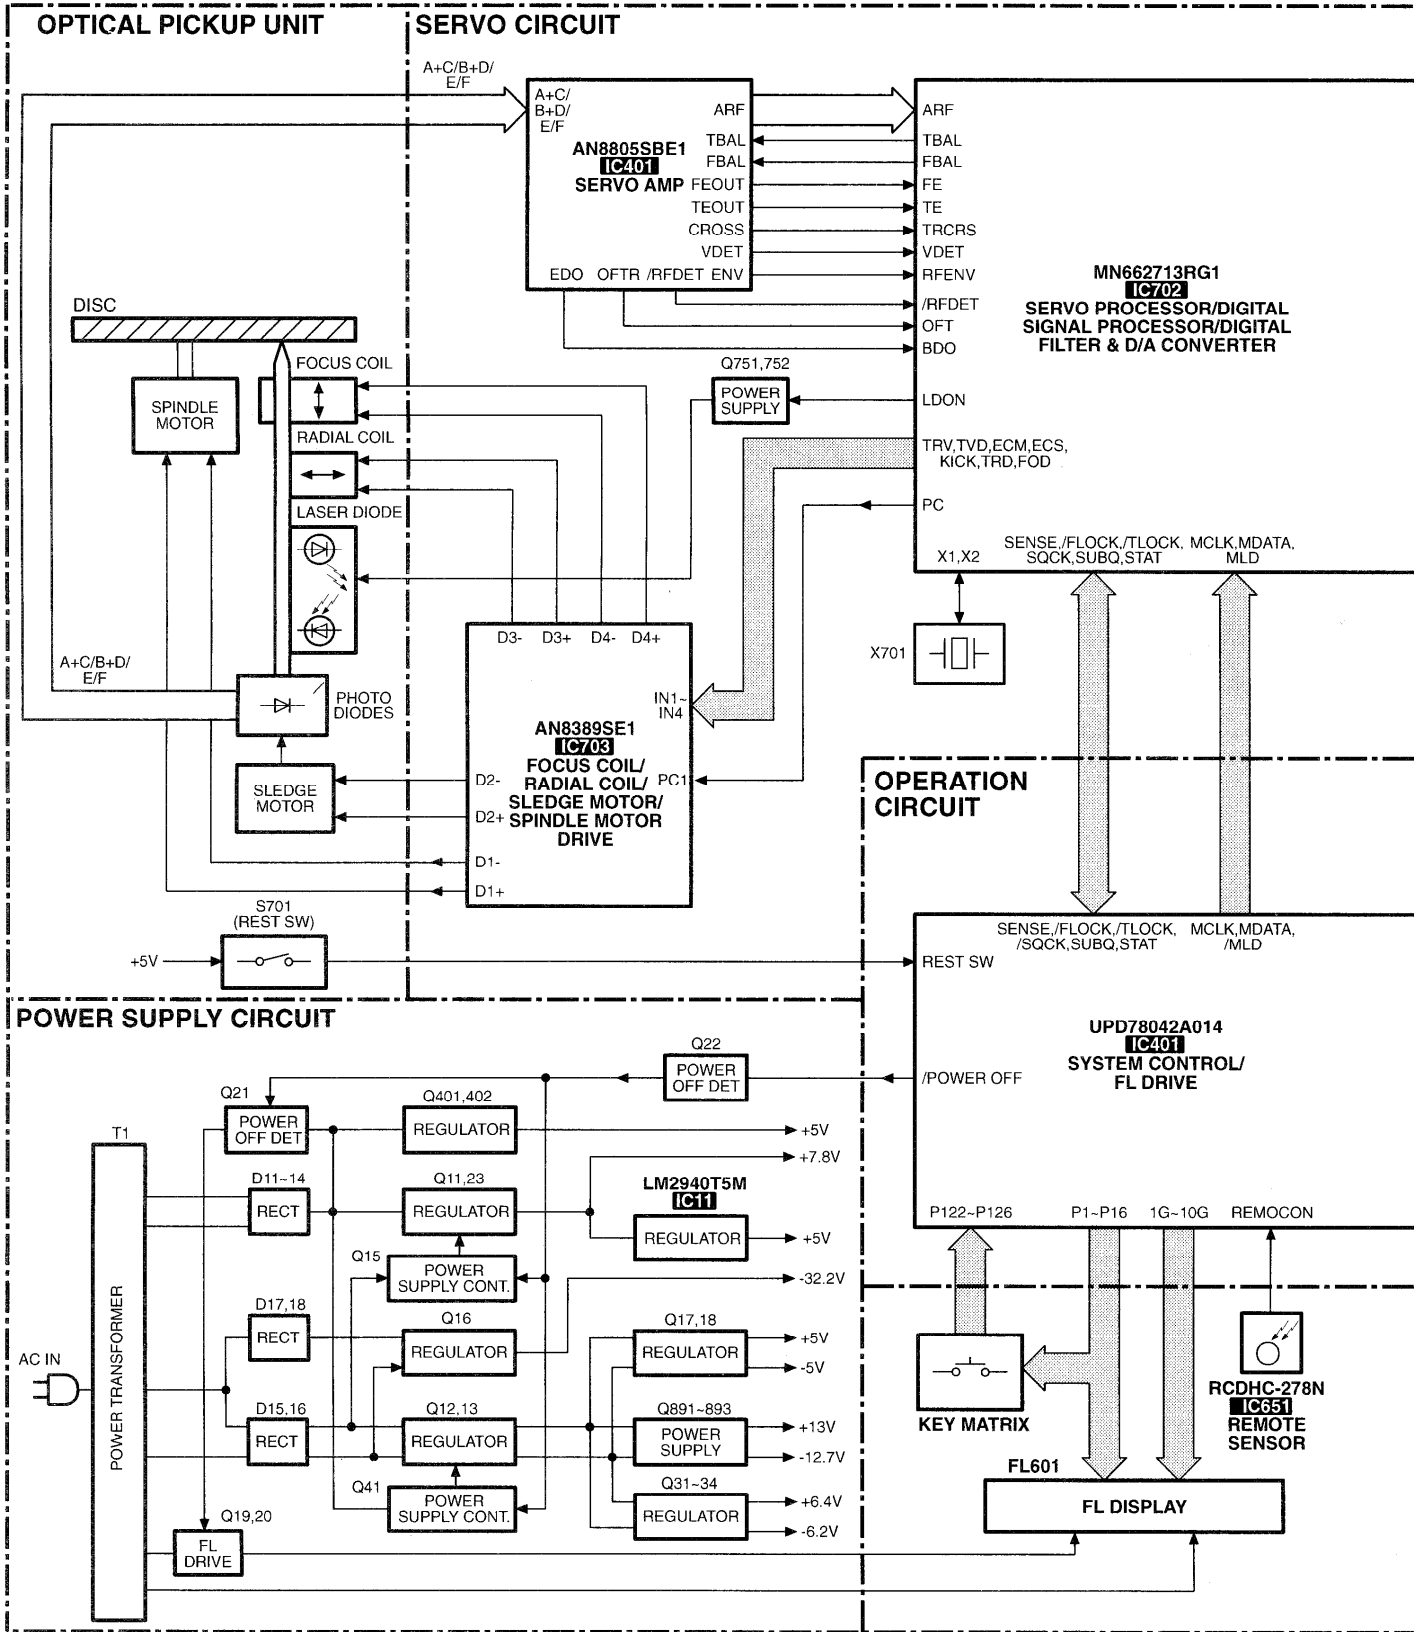 OPTICAL PICKUP UNIT
SERVO CIRCUIT
A+C/B+D/
E/F
A+C/
B+D/
E/F
ARF
TBAL
AN8805SBE1
IC401
SERVO AMP
FBAL
FEOUT
TEOUT
CROSS
VDET
EDO OFTR /RFDET ENV
ARF
TBAL
FBAL
FE
TE
TRCRS
VDET
RFENV
/RFDET
OFT
BDO
LDON
TRV,TVD,ECM,ECS,
KICK,TRD,FOD
PC
MN662713RG1
IC702
SERVO PROCESSOR/DIGITAL
SIGNAL PROCESSOR/DIGITAL
FILTER & D/A CONVERTER
X1,X2
SENSE,/FLOCK,/TLOCK,
SQCK,SUBQ,STAT
MCLK,MDATA,
MLD
X701
Q751,752
POWER
SUPPLY
DISC
SPINDLE
MOTOR
FOCUS COIL
RADIAL COIL
LASER DIODE
A+C/B+D/
E/F
PHOTO
DIODES
SLEDGE
MOTOR
D3- D3+ D4- D4+
IN1~
IN4
AN8389SE1
IC703
FOCUS COIL/
RADIAL COIL/
SLEDGE MOTOR/
SPINDLE MOTOR
DRIVE
PC1
D2-
D2+
D1-
D1+
S701
(REST SW)
+5V
OPERATION
CIRCUIT
SENSE,/FLOCK,/TLOCK,
/SQCK,SUBQ,STAT
MCLK,MDATA,
/MLD
REST SW
UPD78042A014
IC401
SYSTEM CONTROL/
FL DRIVE
/POWER OFF
P122~P126
P1~P16
1G~10G
REMOCON
KEY MATRIX
RCDHC-278N
IC651
REMOTE
SENSOR
FL601
FL DISPLAY
POWER SUPPLY CIRCUIT
Q22
POWER
OFF DET
Q21
POWER
OFF DET
Q401,402
REGULATOR
+5V
+7.8V
T1
POWER TRANSFORMER
D11~14
RECT
Q11,23
REGULATOR
LM2940T5M
IC11
REGULATOR
+5V
Q15
POWER
SUPPLY CONT.
-32.2V
D17,18
RECT
Q16
REGULATOR
Q17,18
REGULATOR
+5V
-5V
AC IN
D15,16
RECT
Q12,13
REGULATOR
Q891~893
POWER
SUPPLY
+13V
-12.7V
Q41
POWER
SUPPLY CONT.
Q31~34
REGULATOR
+6.4V
-6.2V
Q19,20
FL
DRIVE